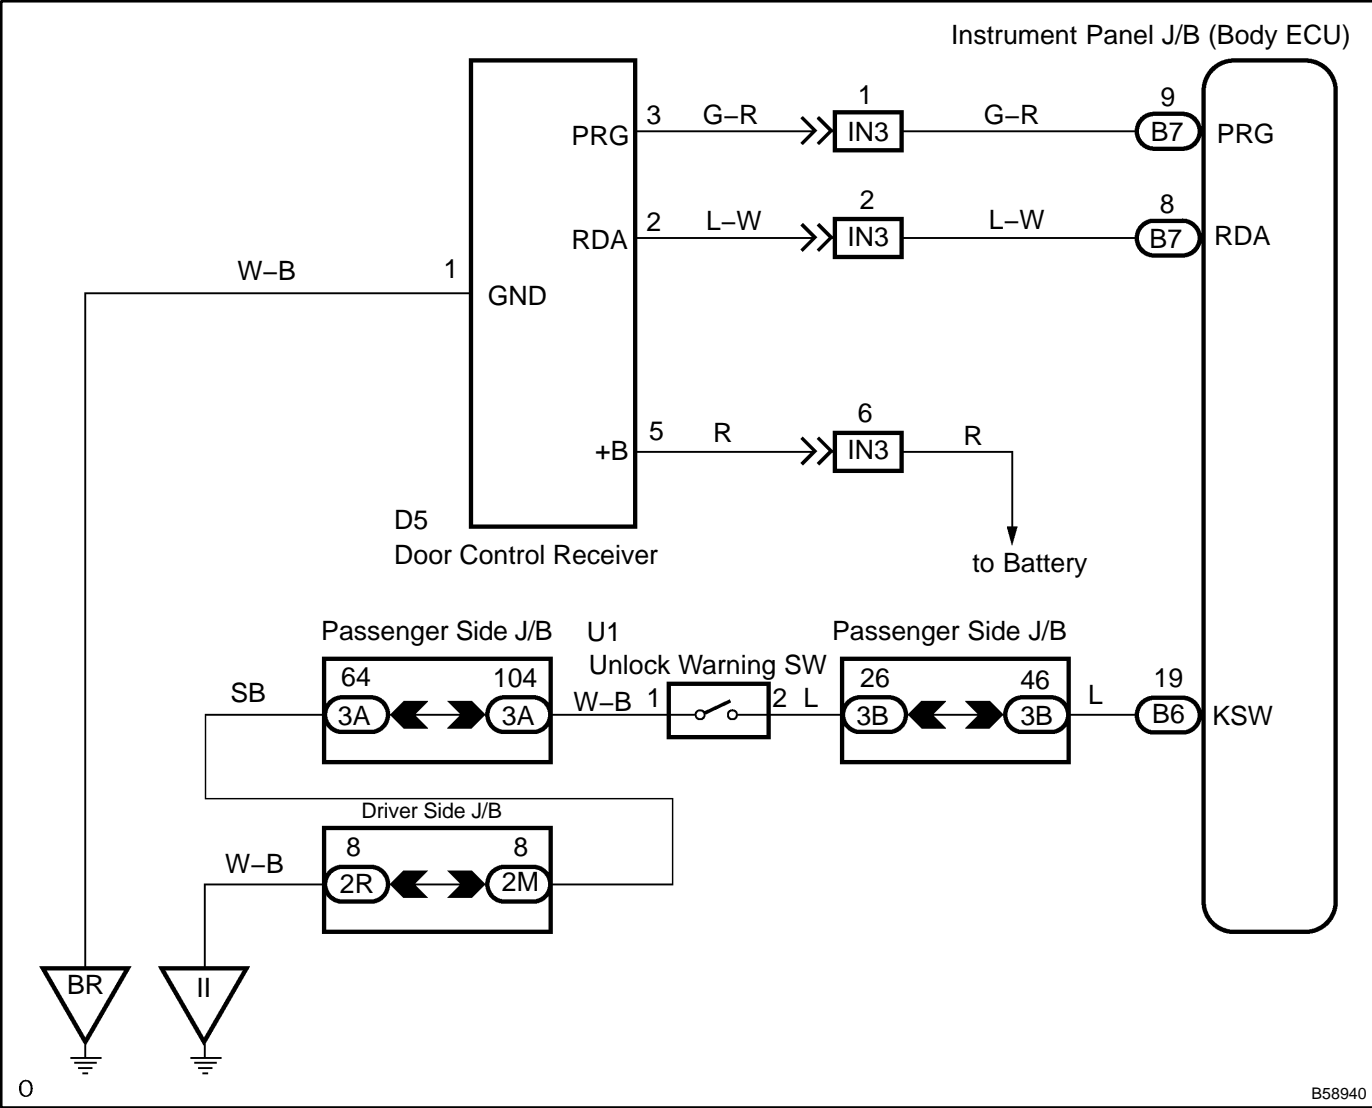 Instrument Panel J/B (Body ECU)
PRG 3 G–R 1 IN3 G–R 9 B7 PRG
RDA 2 L–W 2 IN3 L–W 8 B7 RDA
W–B 1 GND
+B 5 R 6 IN3 R
to Battery
D5
Door Control Receiver
Passenger Side J/B
U1
Unlock Warning SW
Passenger Side J/B
SB 64 3A 104 3A W–B 1 2 L 26 3B 46 3B L 19 B6 KSW
Driver Side J/B
W–B 8 2R 8 2M
BR
II
0
B58940